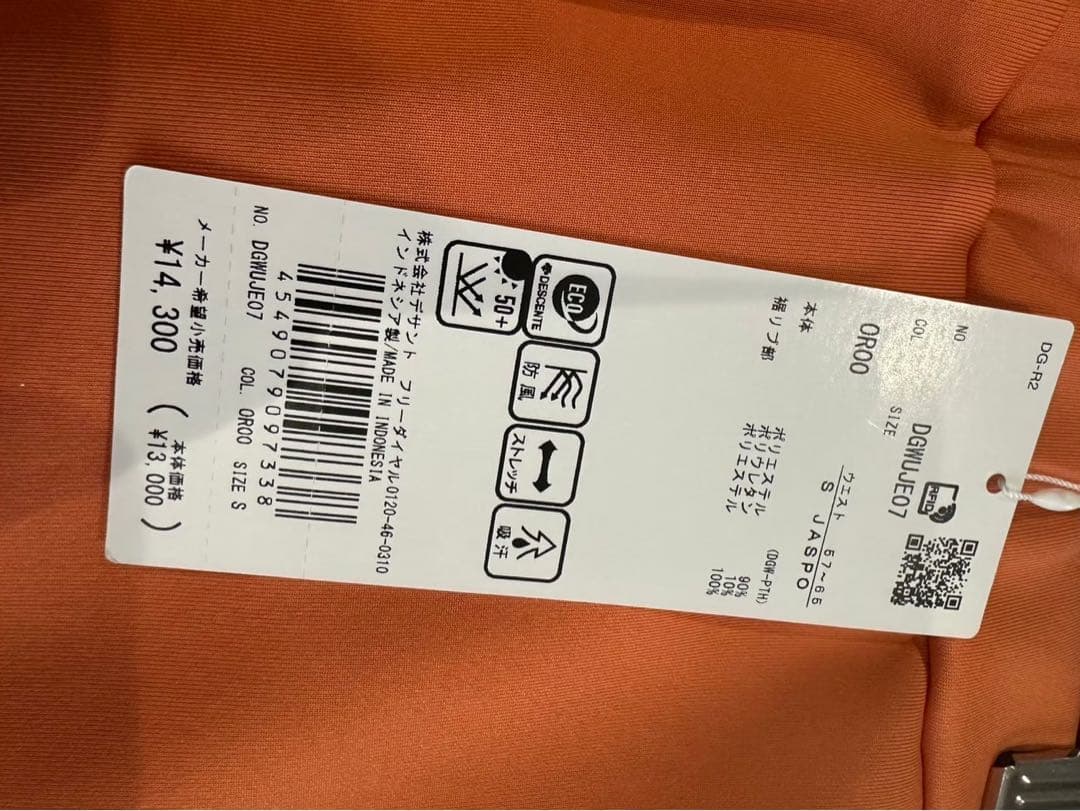 DG-R2
RFID
NO DGWUJE07
COL SIZE
OR00 S JASPO
ウエスト 57~65
(DGW-PTH)
本体 ポリエステル 90%
ポリウレタン 10%
裾リブ部 ポリエステル 100%
ECO
DESCENTE
防風
ストレッチ
吸汗
50+
株式会社デサント フリーダイヤル0120-46-0310
インドネシア製/MADE IN INDONESIA
4549079097338
NO. DGWUJE07 COL. OR00 SIZE S
メーカー希望小売価格
¥14,300 (本体価格 ¥13,000)